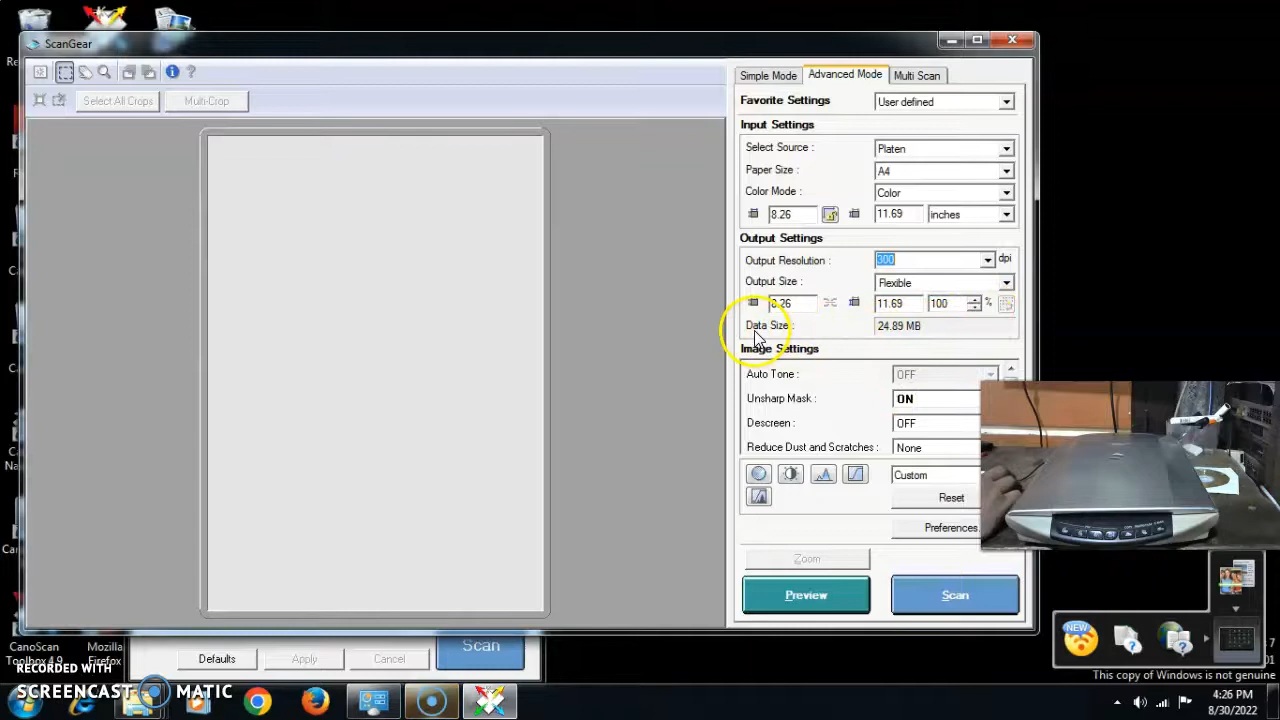 ScanGear
Select All Crops
Multi-Crop
Simple Mode
Advanced Mode
Multi Scan
Favorite Settings
User defined
Input Settings
Select Source :
Platen
Paper Size :
A4
Color Mode :
Color
8.26
11.69
inches
Output Settings
Output Resolution :
300
dpi
Output Size :
Flexible
8.26
11.69
100
%
Data Size :
24.89 MB
Image Settings
Auto Tone :
OFF
Unsharp Mask :
ON
Descreen :
OFF
Reduce Dust and Scratches :
None
Custom
Reset
Preferences
Zoom
Preview
Scan
NEW
CanoScan
Toolbox 4.9
Mozilla
Firefox
Defaults
Apply
Cancel
Scan
This copy of Windows is not genuine
RECORDED WITH
SCREENCAST MATIC
4:26 PM
8/30/2022